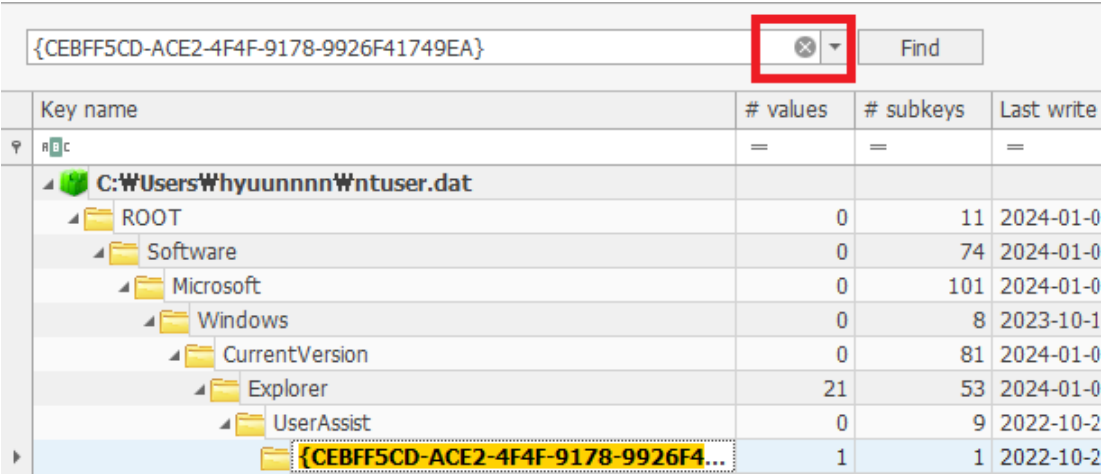 {CEBFF5CD-ACE2-4F4F-9178-9926F41749EA} Find
Key name # values # subkeys Last write
ABC = = =
C:₩Users₩hyuunnnn₩ntuser.dat
ROOT 0 11 2024-01-0
Software 0 74 2024-01-0
Microsoft 0 101 2024-01-0
Windows 0 8 2023-10-1
CurrentVersion 0 81 2024-01-0
Explorer 21 53 2024-01-0
UserAssist 0 9 2022-10-2
{CEBFF5CD-ACE2-4F4F-9178-9926F4... 1 1 2022-10-2